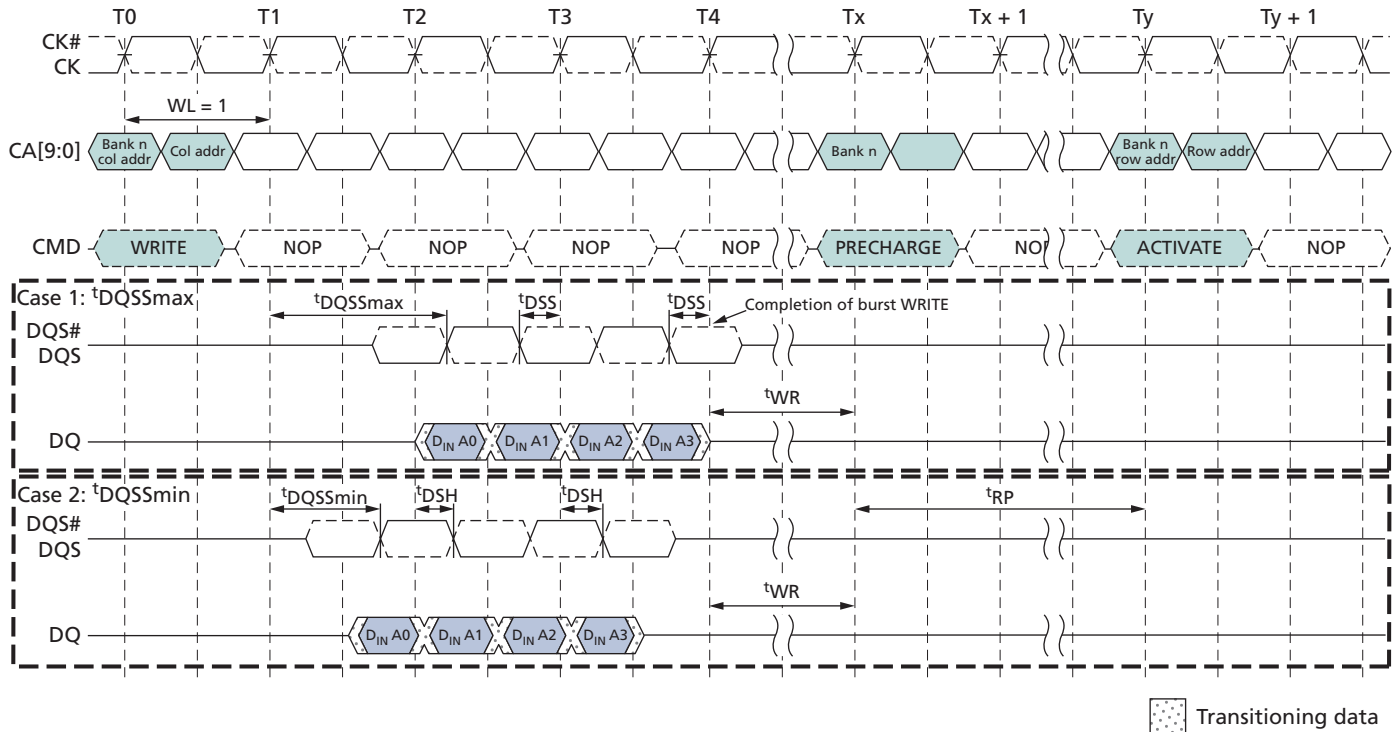 T0 T1 T2 T3 T4 Tx Tx + 1 Ty Ty + 1
CK#
CK
WL = 1
CA[9:0] Bank n col addr Col addr Bank n Bank n row addr Row addr
CMD WRITE NOP NOP NOP NOP PRECHARGE NOP ACTIVATE NOP
Case 1: tDQSSmax
tDQSSmax tDSS tDSS Completion of burst WRITE
DQS#
DQS
tWR
DQ DIN A0 DIN A1 DIN A2 DIN A3
Case 2: tDQSSmin
tDQSSmin tDSH tDSH tRP
DQS#
DQS
tWR
DQ DIN A0 DIN A1 DIN A2 DIN A3
Transitioning data